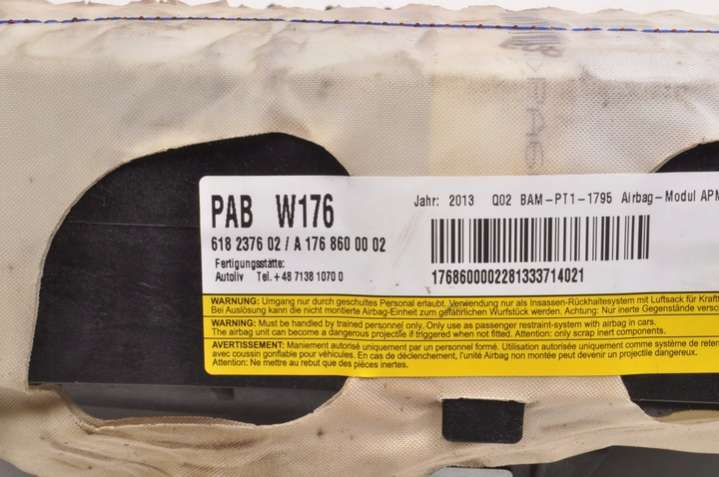 PAB W176
618 2376 02 / A 176 860 00 02
Fertigungsstätte:
Autoliv Tel. +48 7138 1070 0
Jahr: 2013 Q02 BAM-PT1-1795 Airbag-Modul APM
1768600002281333714021
WARNUNG: Umgang nur durch geschultes Personal erlaubt. Verwendung nur als Insassen-Rückhaltesystem mit Luftsack für Kraft
Bei Auslösung kann die nicht montierte Airbag-Einheit zum gefährlichen Wurfstück werden. Achtung: Nur inerte Gegenstände versc
WARNING: Must be handled by trained personnel only. Only use as passenger restraint-system with airbag in cars.
The airbag unit can become a dangerous projectile if triggered when not fitted. Attention: only scrap inert components.
AVERTISSEMENT: Maniement autorisé uniquement par un personnel formé. Utilisation autorisée uniquement comme système de reten
avec coussin gonflable pour véhicules. En cas de déclenchement, l'unité Airbag non montée peut devenir un projectile dangereux.
Attention: Ne mettre au rebut que des pièces inertes.